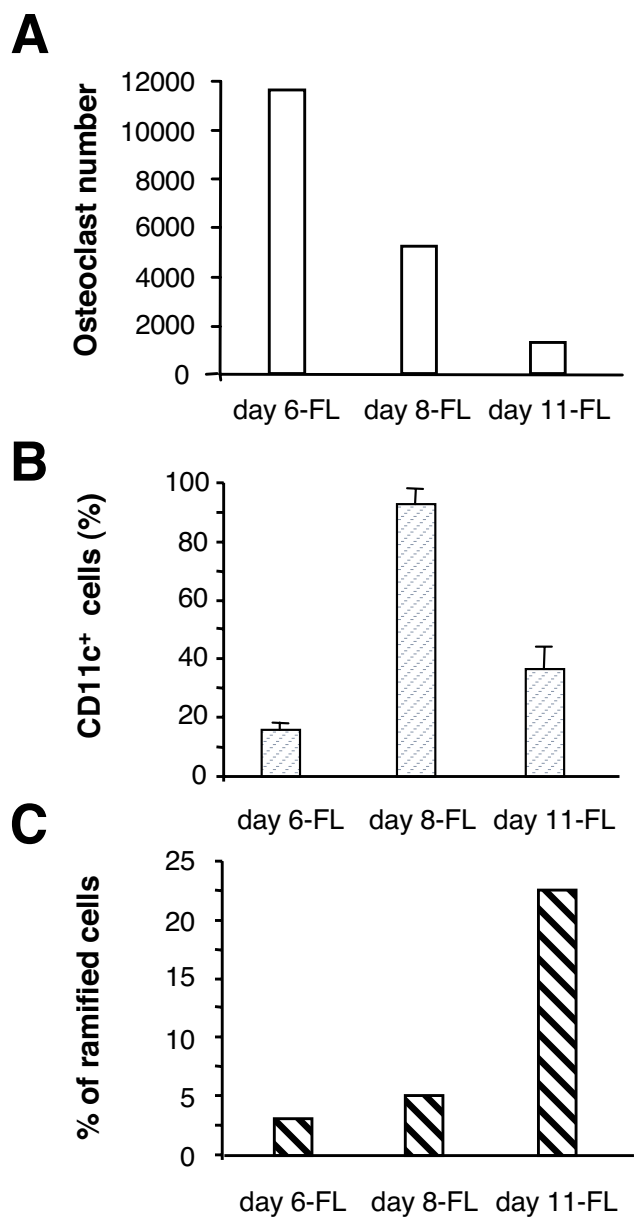 A
Osteoclast number
12000
10000
8000
6000
4000
2000
0
day 6-FL day 8-FL day 11-FL
B
CD11c⁺ cells (%)
100
80
60
40
20
0
day 6-FL day 8-FL day 11-FL
C
% of ramified cells
25
20
15
10
5
0
day 6-FL day 8-FL day 11-FL